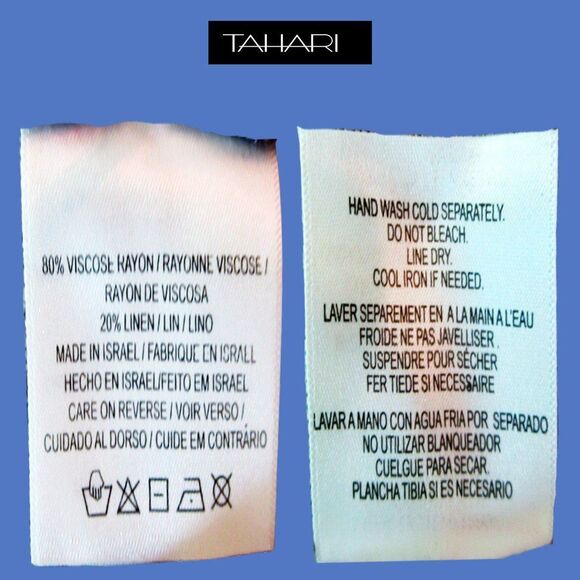 TAHARI
80% VISCOSE RAYON / RAYONNE VISCOSE /
RAYON DE VISCOSA
20% LINEN / LIN / LINO
MADE IN ISRAEL / FABRIQUE EN ISRAEL
HECHO EN ISRAEL/FEITO EM ISRAEL
CARE ON REVERSE / VOIR VERSO /
CUIDADO AL DORSO / CUIDE EM CONTRÁRIO
HAND WASH COLD SEPARATELY.
DO NOT BLEACH.
LINE DRY.
COOL IRON IF NEEDED.
LAVER SEPAREMENT EN A LA MAIN A L'EAU
FROIDE NE PAS JAVELLISER.
SUSPENDRE POUR SÉCHER
FER TIEDE SI NECESSAIRE
LAVAR A MANO CON AGUA FRIA POR SEPARADO
NO UTILIZAR BLANQUEADOR
CUELGUE PARA SECAR.
PLANCHA TIBIA SI ES NECESARIO